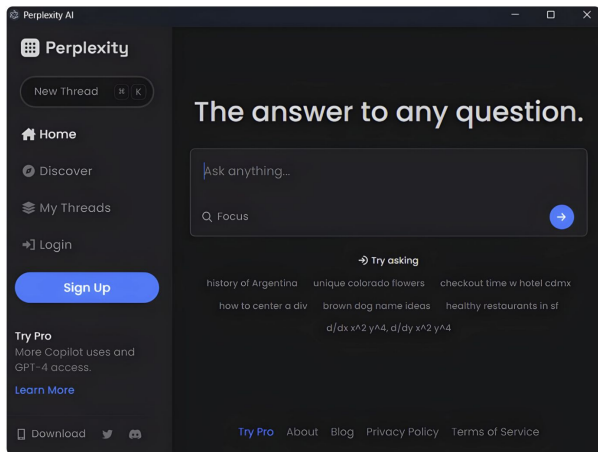 Perplexity AI
Perplexity
New Thread ⌘ K
Home
Discover
My Threads
Login
Sign Up
Try Pro
More Copilot uses and
GPT-4 access.
Learn More
Download
The answer to any question.
Ask anything...
Focus
Try asking
history of Argentina unique colorado flowers checkout time w hotel cdmx
how to center a div brown dog name ideas healthy restaurants in sf
d/dx x^2 y^4, d/dy x^2 y^4
Try Pro About Blog Privacy Policy Terms of Service